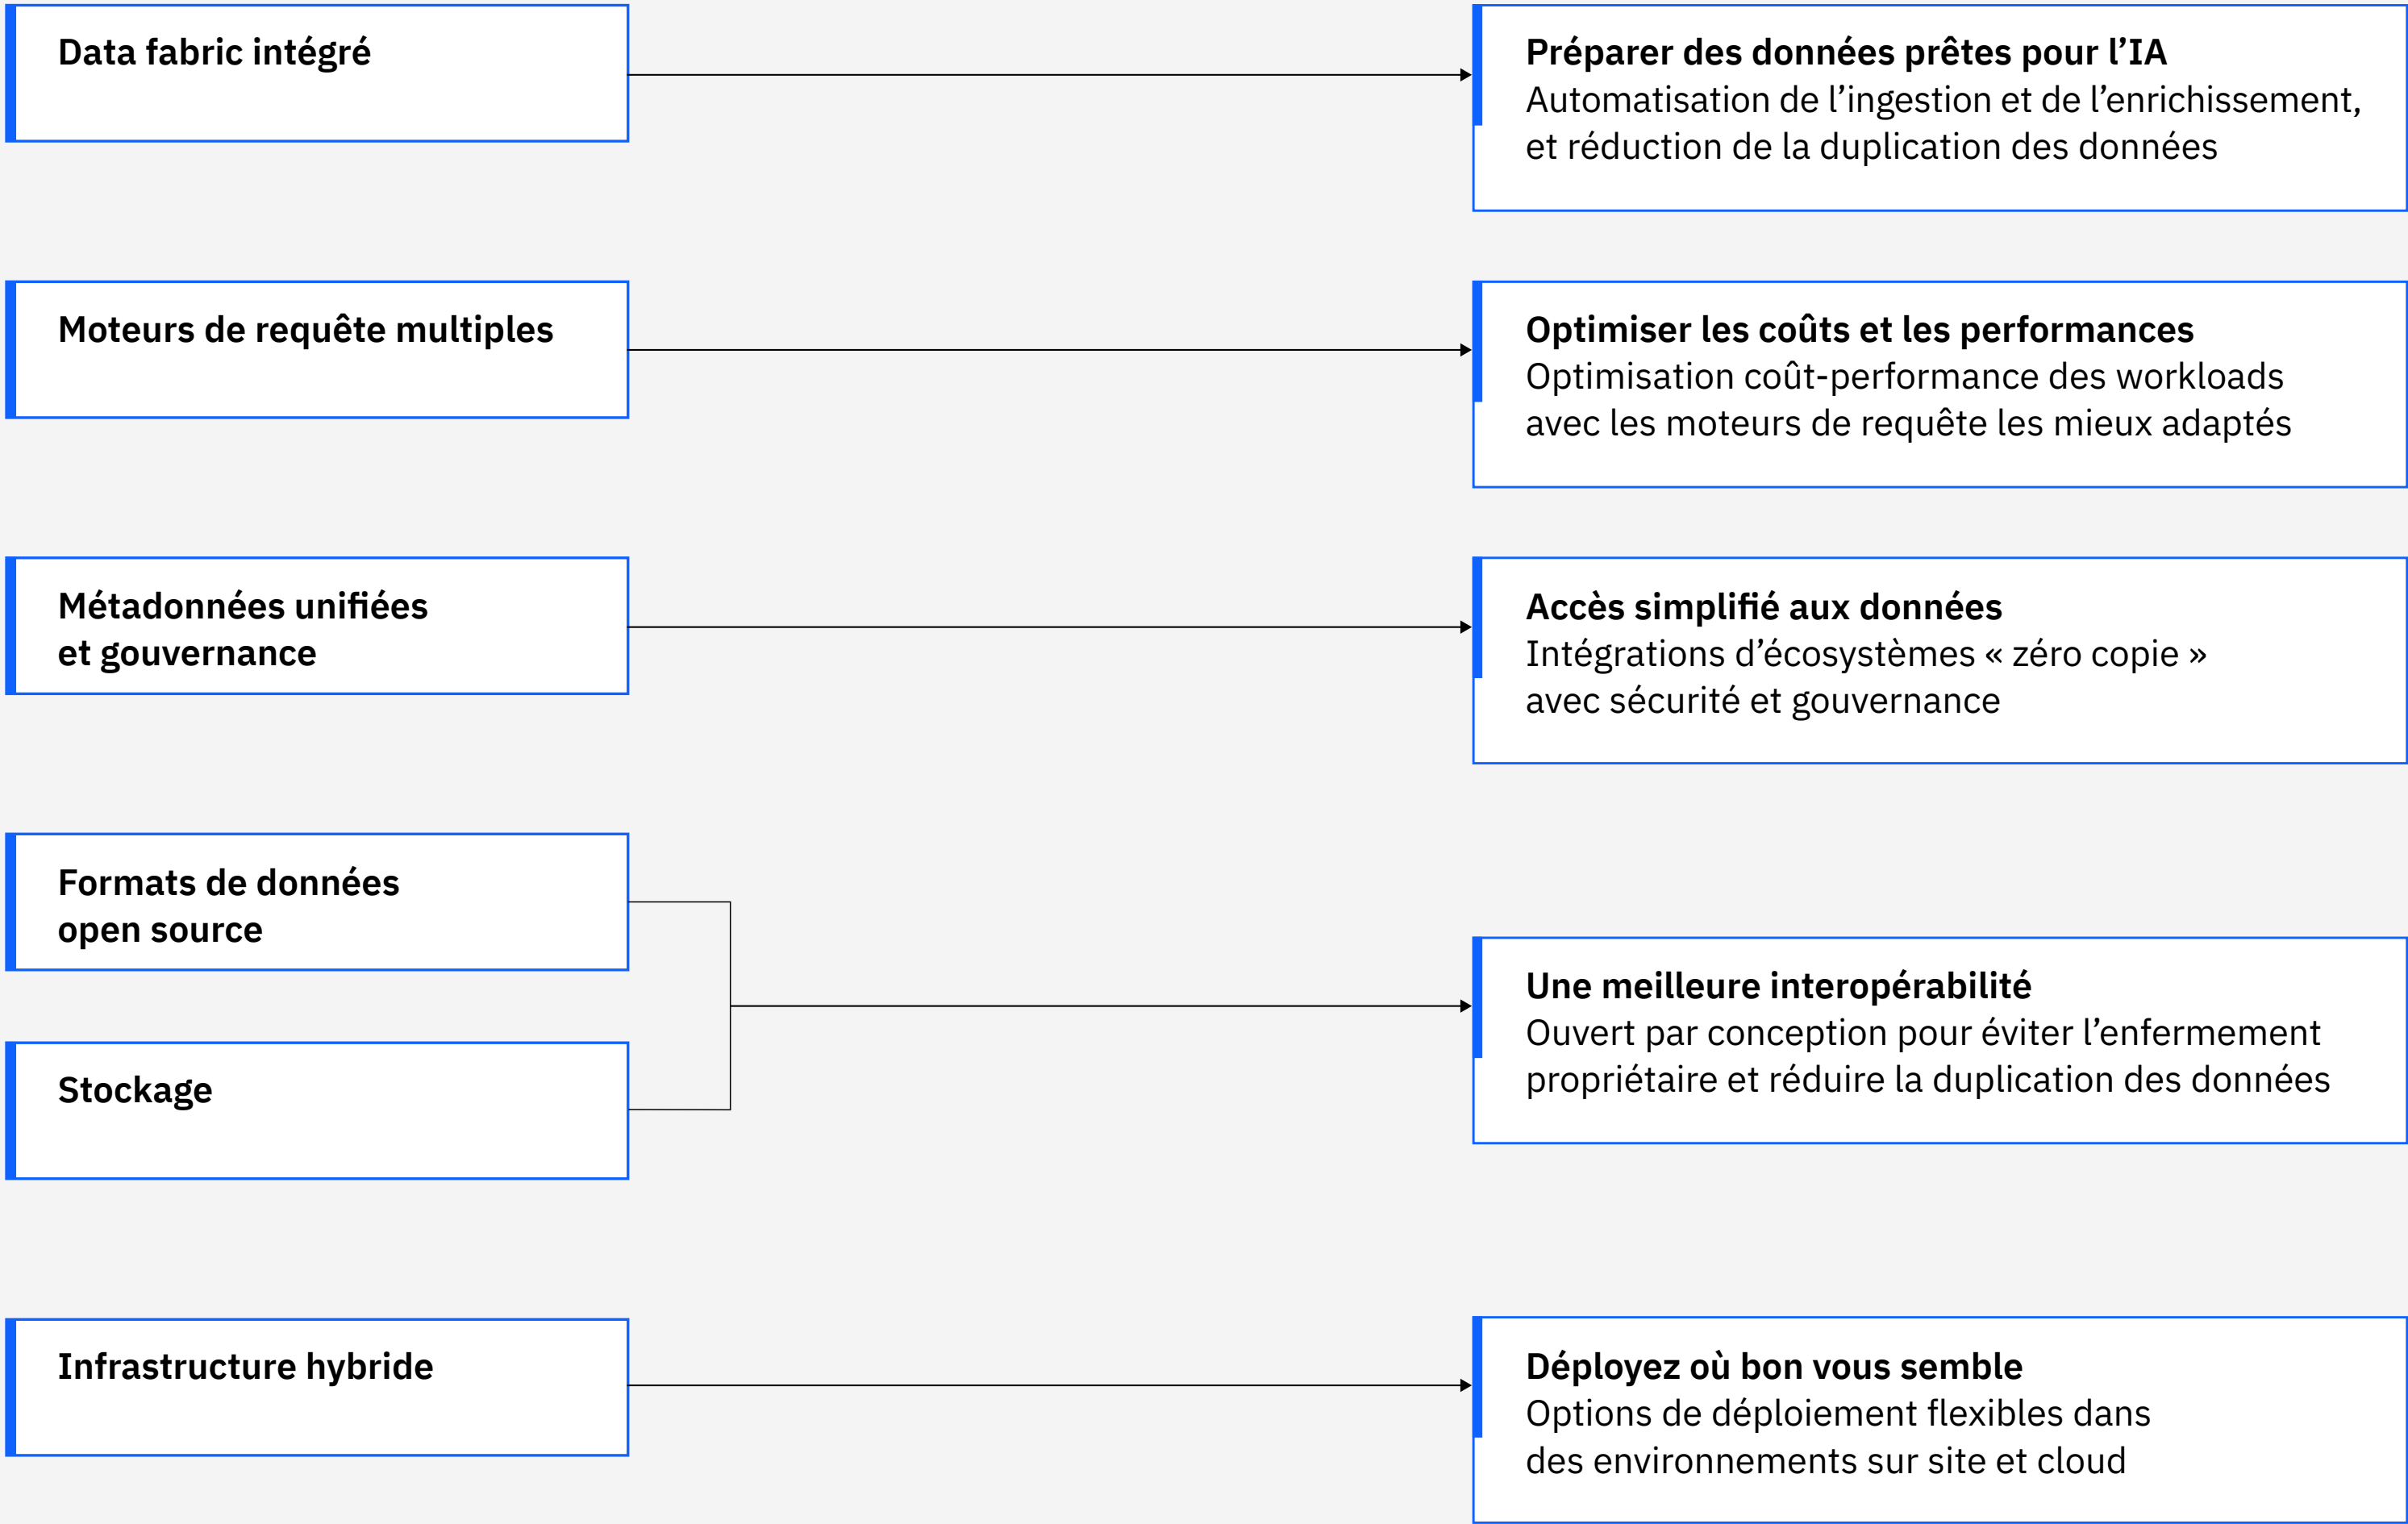 Data fabric intégré
Préparer des données prêtes pour l’IA
Automatisation de l’ingestion et de l’enrichissement,
et réduction de la duplication des données
Moteurs de requête multiples
Optimiser les coûts et les performances
Optimisation coût-performance des workloads
avec les moteurs de requête les mieux adaptés
Métadonnées unifiées
et gouvernance
Accès simplifié aux données
Intégrations d’écosystèmes « zéro copie »
avec sécurité et gouvernance
Formats de données
open source
Stockage
Une meilleure interopérabilité
Ouvert par conception pour éviter l’enfermement
propriétaire et réduire la duplication des données
Infrastructure hybride
Déployez où bon vous semble
Options de déploiement flexibles dans
des environnements sur site et cloud